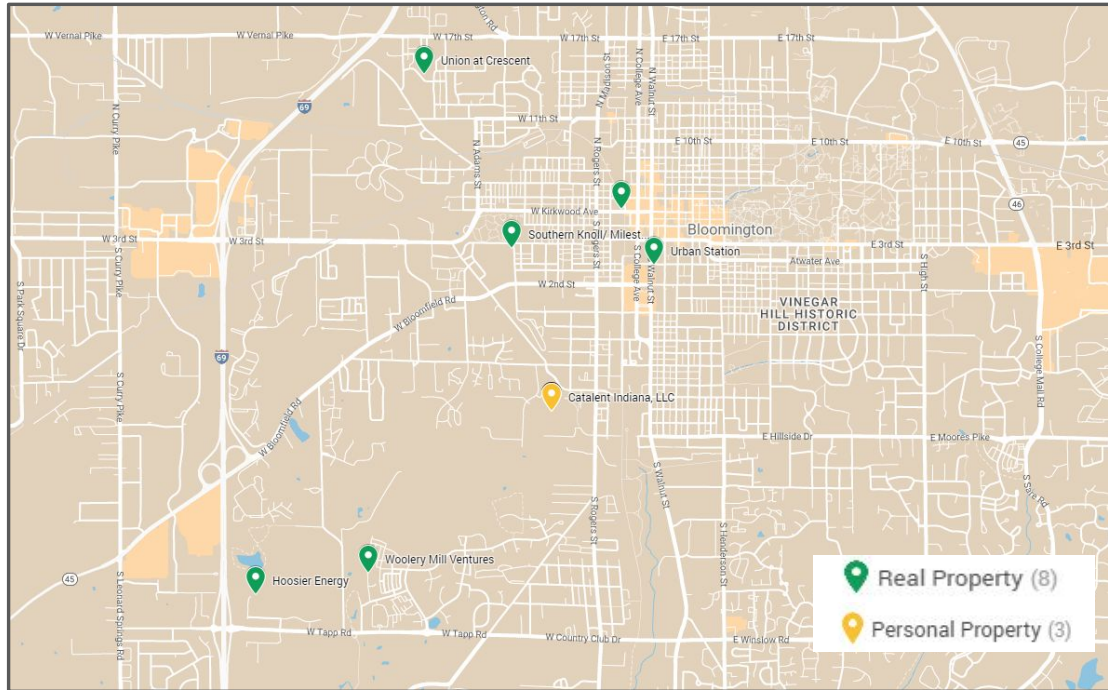 W Vernal Pike
W Vernal Pike
W 17th St
W 17th St
E 17th St
E 17th St
Union at Crescent
N Curry Pike
69
N College Ave
N Walnut St
W 11th St
E 10th St
E 10th St
E 10th St
45
N Adams St
N Rogers St
46
W Kirkwood Ave
Bloomington
W 3rd St
W 3rd St
Southern Knoll/ Milest...
S Rogers St
Urban Station
E 3rd St
E 3rd St
Atwater Ave
S Curry Pike
S College Ave
S Walnut St
S High St
W 2nd St
S Park Square Dr
W Bloomfield Rd
VINEGAR
HILL HISTORIC
DISTRICT
69
S Curry Pike
S College Mall Rd
Catalent Indiana, LLC
W Bloomfield Rd
E Hillside Dr
E Moores Pike
S Walnut St
S Sare Rd
S Rogers St
S Henderson St
Woolery Mill Ventures
Hoosier Energy
45
S Leonard Springs Rd
W Tapp Rd
W Tapp Rd
W Country Club Dr
E Winslow Rd
Real Property (8)
Personal Property (3)